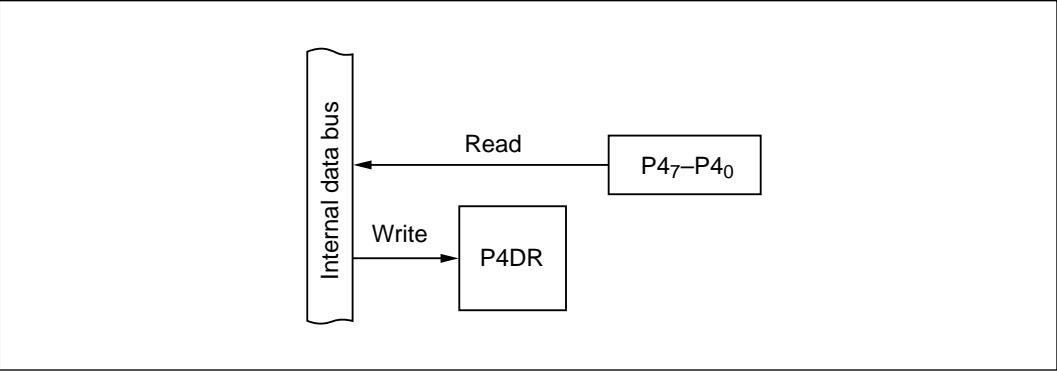 Internal data bus
Read
P4₇–P4₀
Write
P4DR